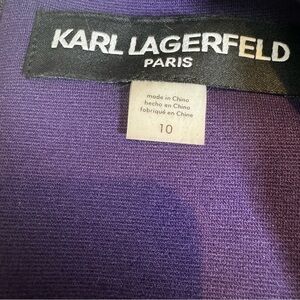 KARL LAGERFELD
PARIS
made in China
hecho en China
fabriqué en Chine
10